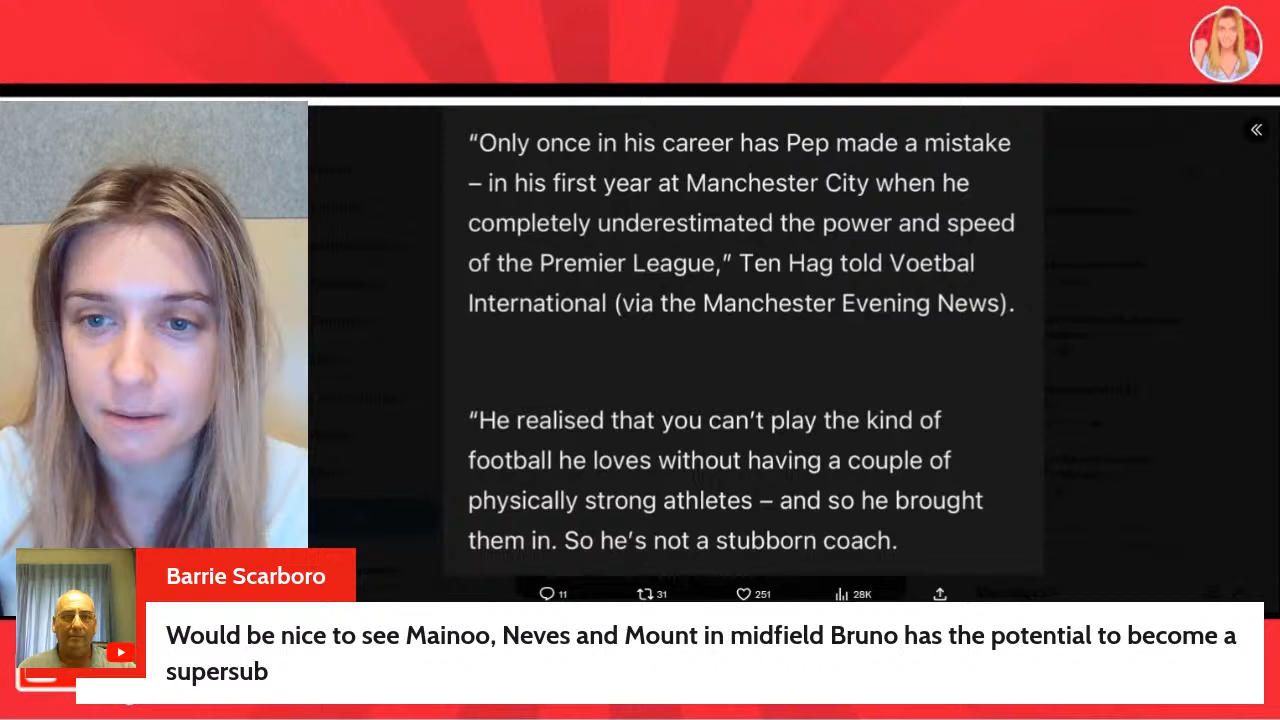 “Only once in his career has Pep made a mistake
– in his first year at Manchester City when he
completely underestimated the power and speed
of the Premier League,” Ten Hag told Voetbal
International (via the Manchester Evening News).
“He realised that you can’t play the kind of
football he loves without having a couple of
physically strong athletes – and so he brought
them in. So he’s not a stubborn coach.
11 31 251 28K
Barrie Scarboro
Would be nice to see Mainoo, Neves and Mount in midfield Bruno has the potential to become a
supersub